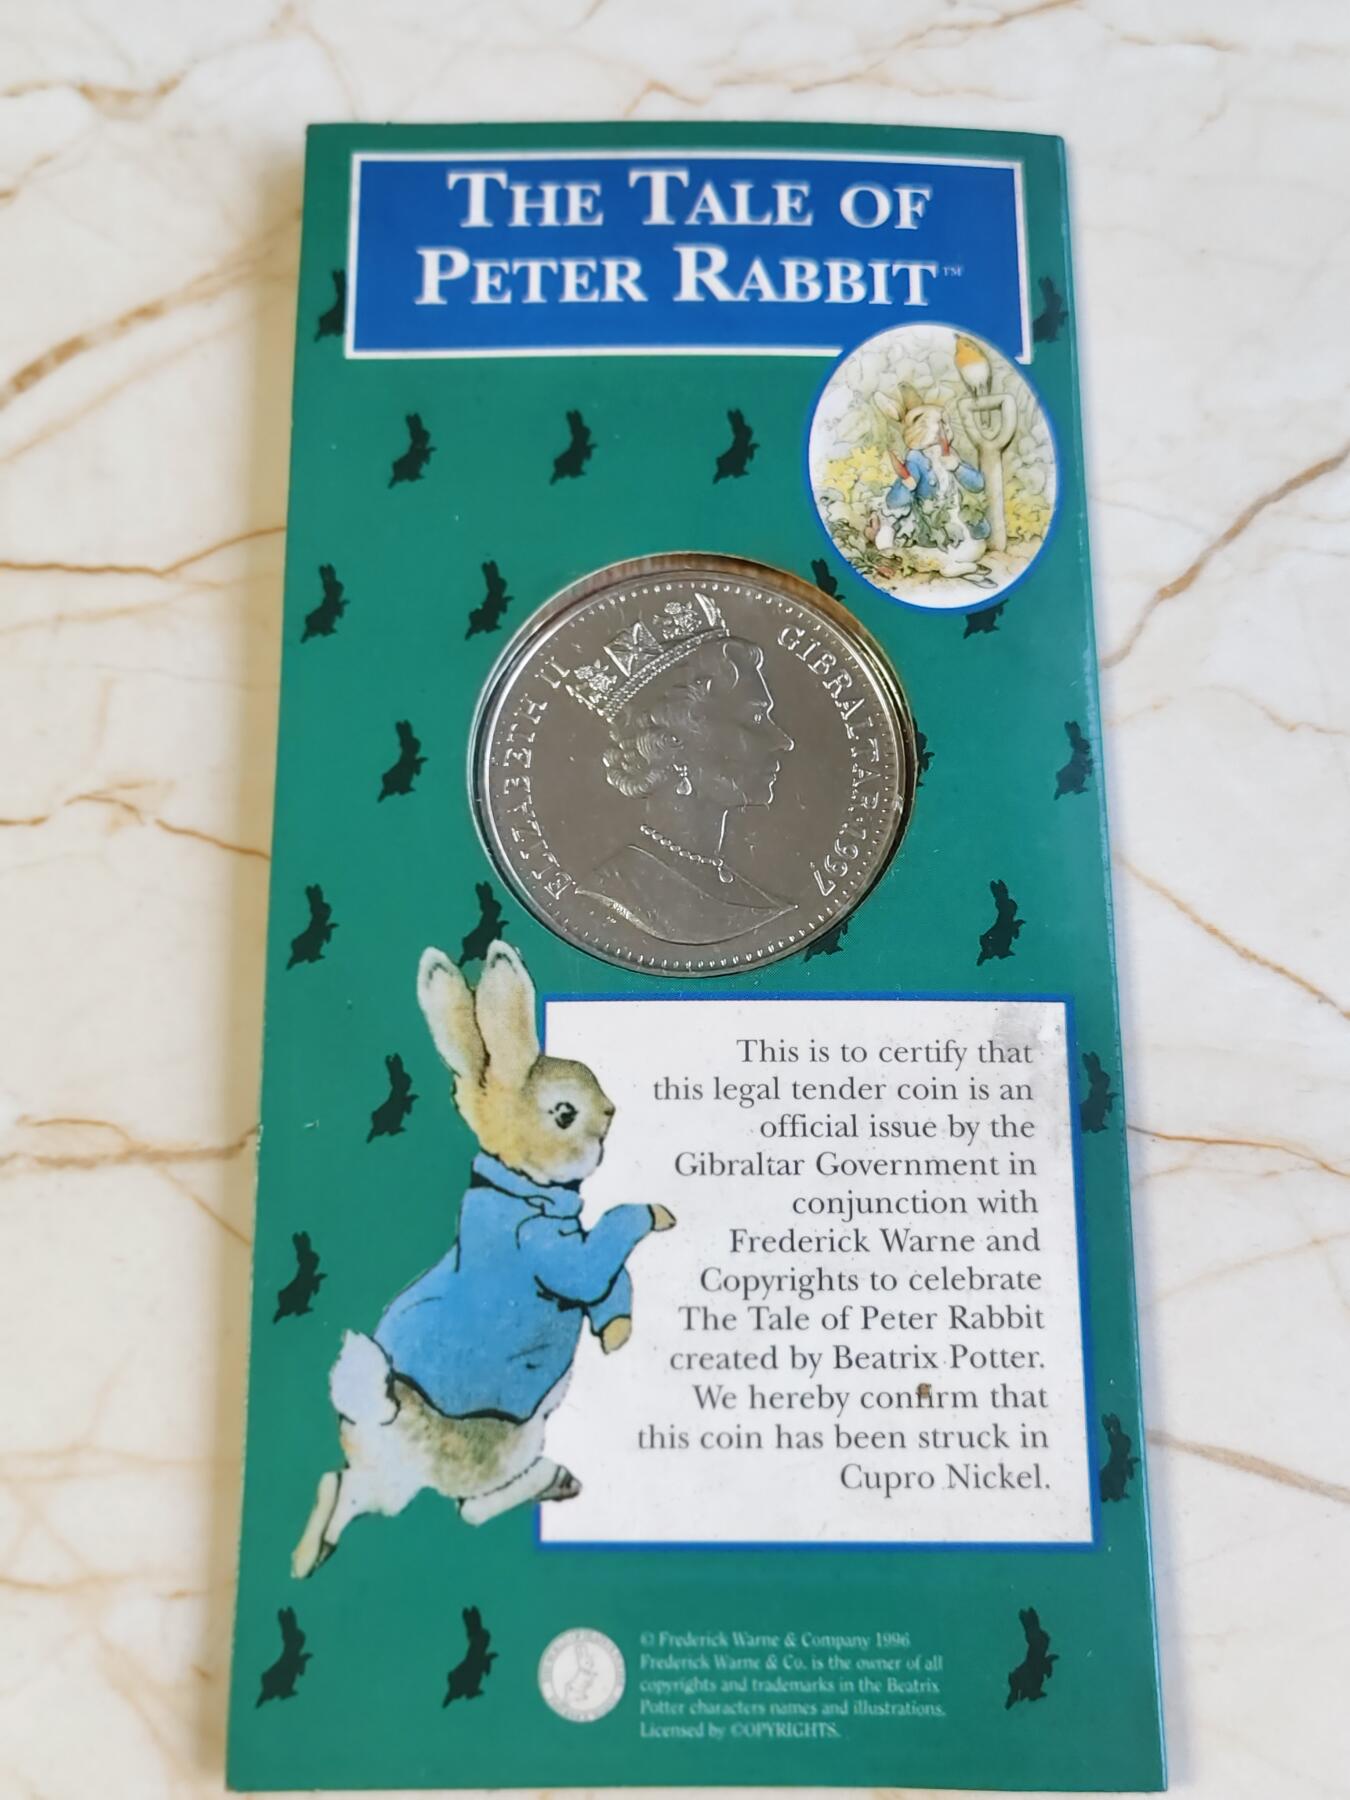 THE TALE OF
PETER RABBIT™
ELIZABETH II
GIBRALTAR·1997
This is to certify that
this legal tender coin is an
official issue by the
Gibraltar Government in
conjunction with
Frederick Warne and
Copyrights to celebrate
The Tale of Peter Rabbit
created by Beatrix Potter.
We hereby confirm that
this coin has been struck in
Cupro Nickel.
© Frederick Warne & Company 1996
Frederick Warne & Co. is the owner of all
copyrights and trademarks in the Beatrix
Potter characters names and illustrations.
Licensed by ©OPYRIGHTS.